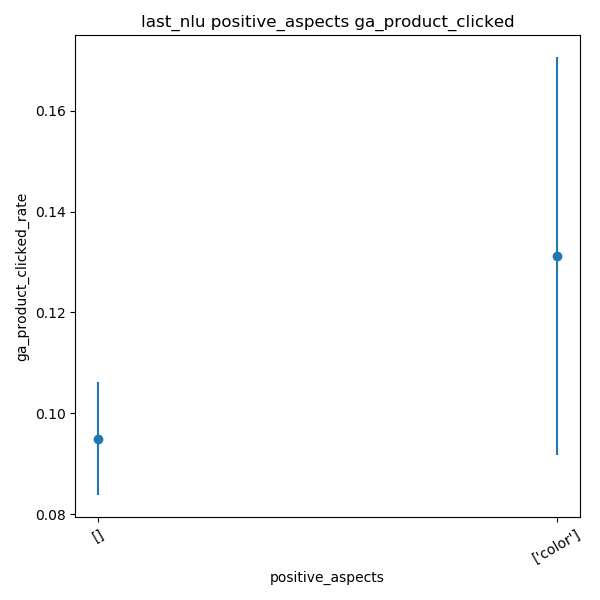 last_nlu positive_aspects ga_product_clicked
ga_product_clicked_rate
0.16
0.14
0.12
0.10
0.08
[]
['color']
positive_aspects